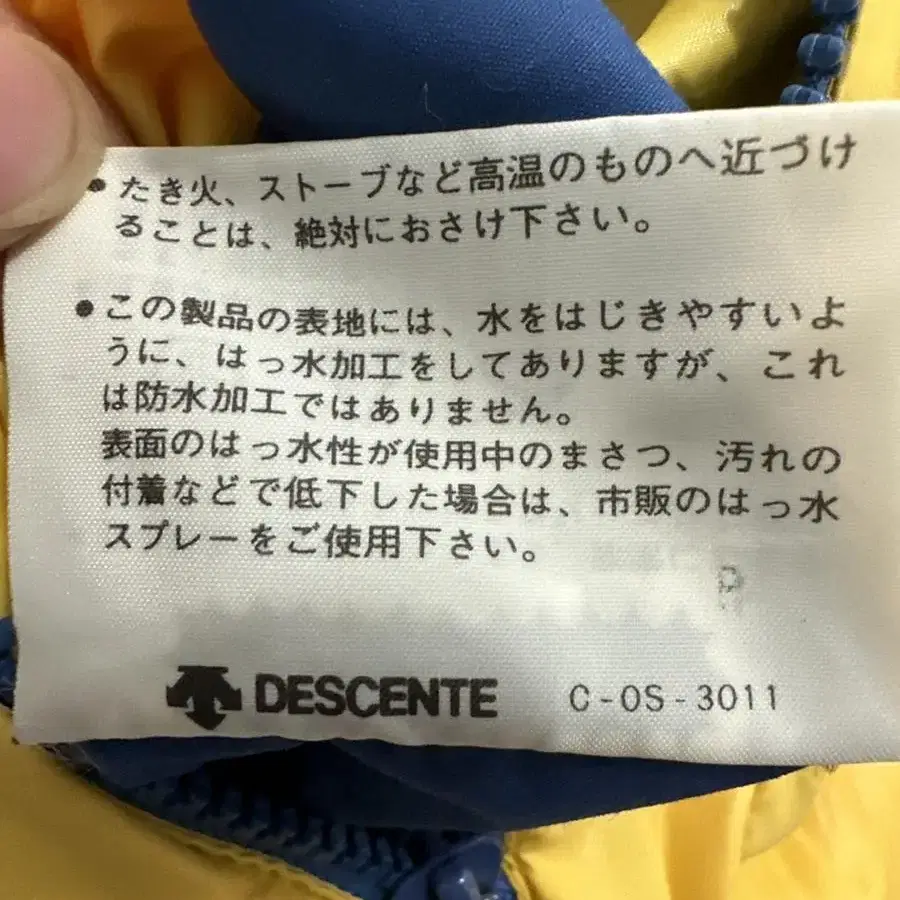 • たき火、ストーブなど高温のものへ近づけ
ることは、絶対におさけ下さい。
• この製品の表地には、水をはじきやすいよ
うに、はっ水加工をしてありますが、これ
は防水加工ではありません。
表面のはっ水性が使用中のまさつ、汚れの
付着などで低下した場合は、市販のはっ水
スプレーをご使用下さい。
DESCENTE C-OS-3011